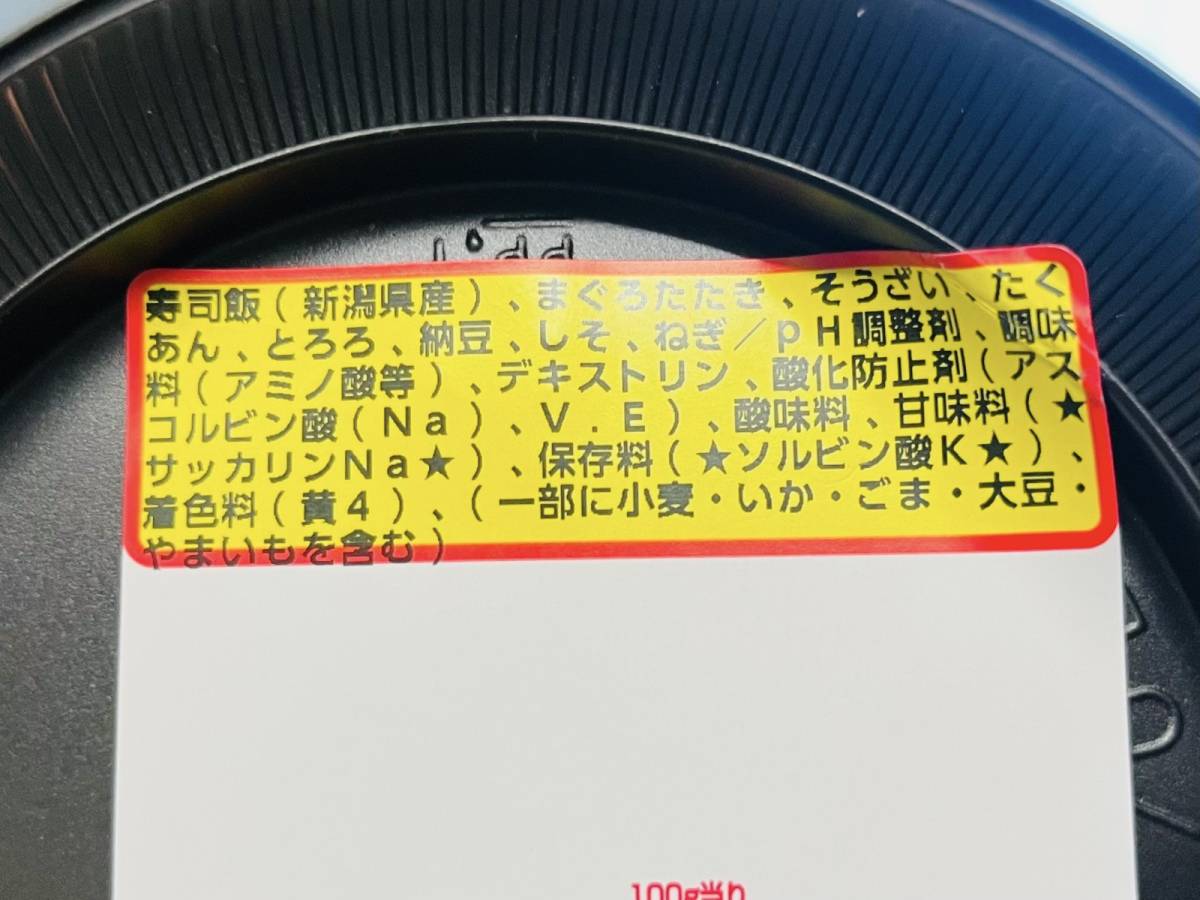 寿司飯(新潟県産)、まぐろたたき、そうざい、たく
あん、とろろ、納豆、しそ、ねぎ/pH調整剤、調味
料(アミノ酸等)、デキストリン、酸化防止剤(アス
コルビン酸(Na)、V.E)、酸味料、甘味料(★
サッカリンNa★)、保存料(★ソルビン酸K★)、
着色料(黄4)、(一部に小麦・いか・ごま・大豆・
やまいもを含む)
100g当り